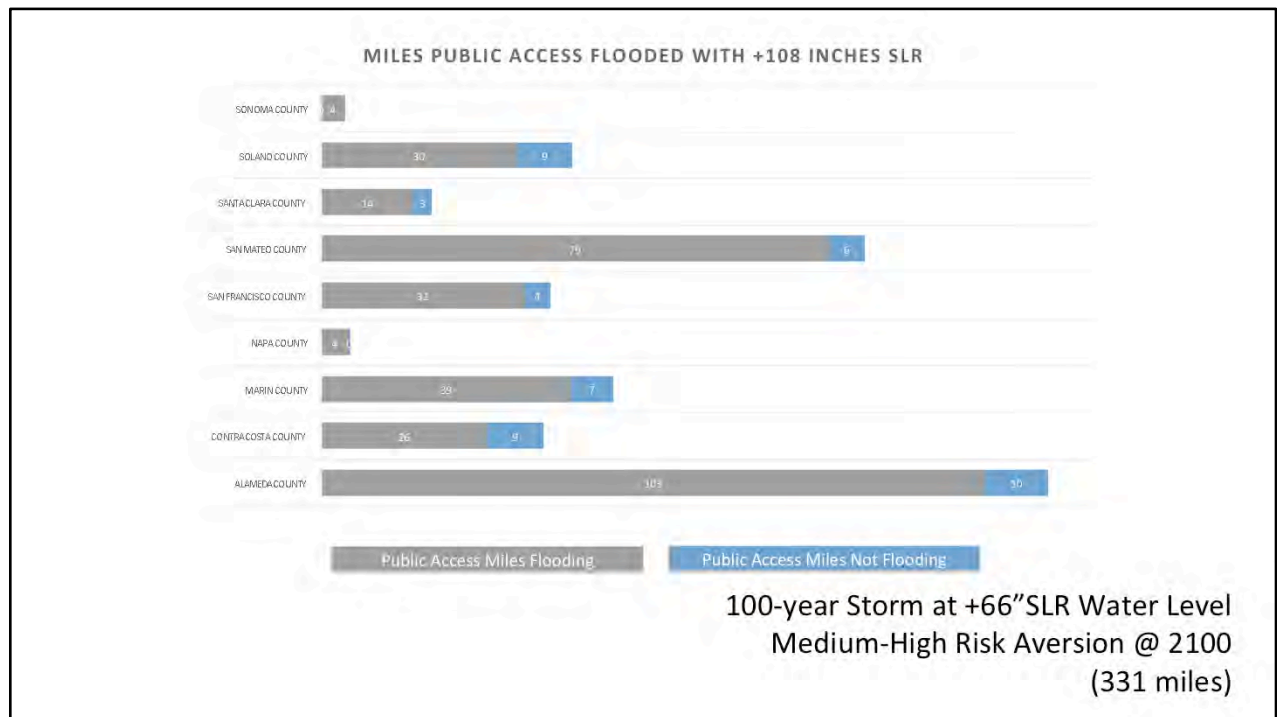 MILES PUBLIC ACCESS FLOODED WITH +108 INCHES SLR
SONOMA COUNTY 4
SOLANO COUNTY 30 9
SANTA CLARA COUNTY 14 3
SAN MATEO COUNTY 79 6
SAN FRANCISCO COUNTY 32 4
NAPA COUNTY 4 0
MARIN COUNTY 39 7
CONTRA COSTA COUNTY 26 9
ALAMEDA COUNTY 103 10
Public Access Miles Flooding Public Access Miles Not Flooding
100-year Storm at +66”SLR Water Level
Medium-High Risk Aversion @ 2100
(331 miles)